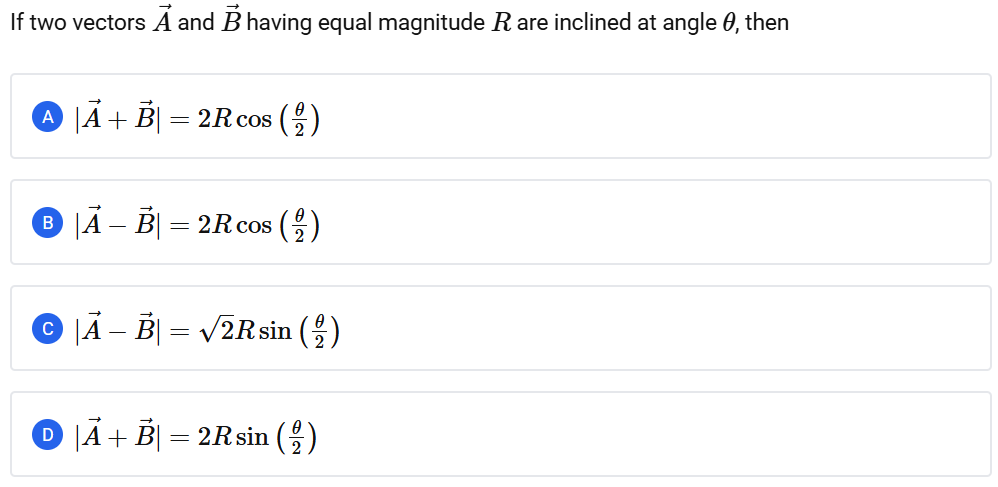 If two vectors $\vec{A}$ and $\vec{B}$ having equal magnitude $R$ are inclined at angle $\theta$, then
A $|\vec{A} + \vec{B}| = 2R\cos\left(\frac{\theta}{2}\right)$
B $|\vec{A} - \vec{B}| = 2R\cos\left(\frac{\theta}{2}\right)$
C $|\vec{A} - \vec{B}| = \sqrt{2}R\sin\left(\frac{\theta}{2}\right)$
D $|\vec{A} + \vec{B}| = 2R\sin\left(\frac{\theta}{2}\right)$